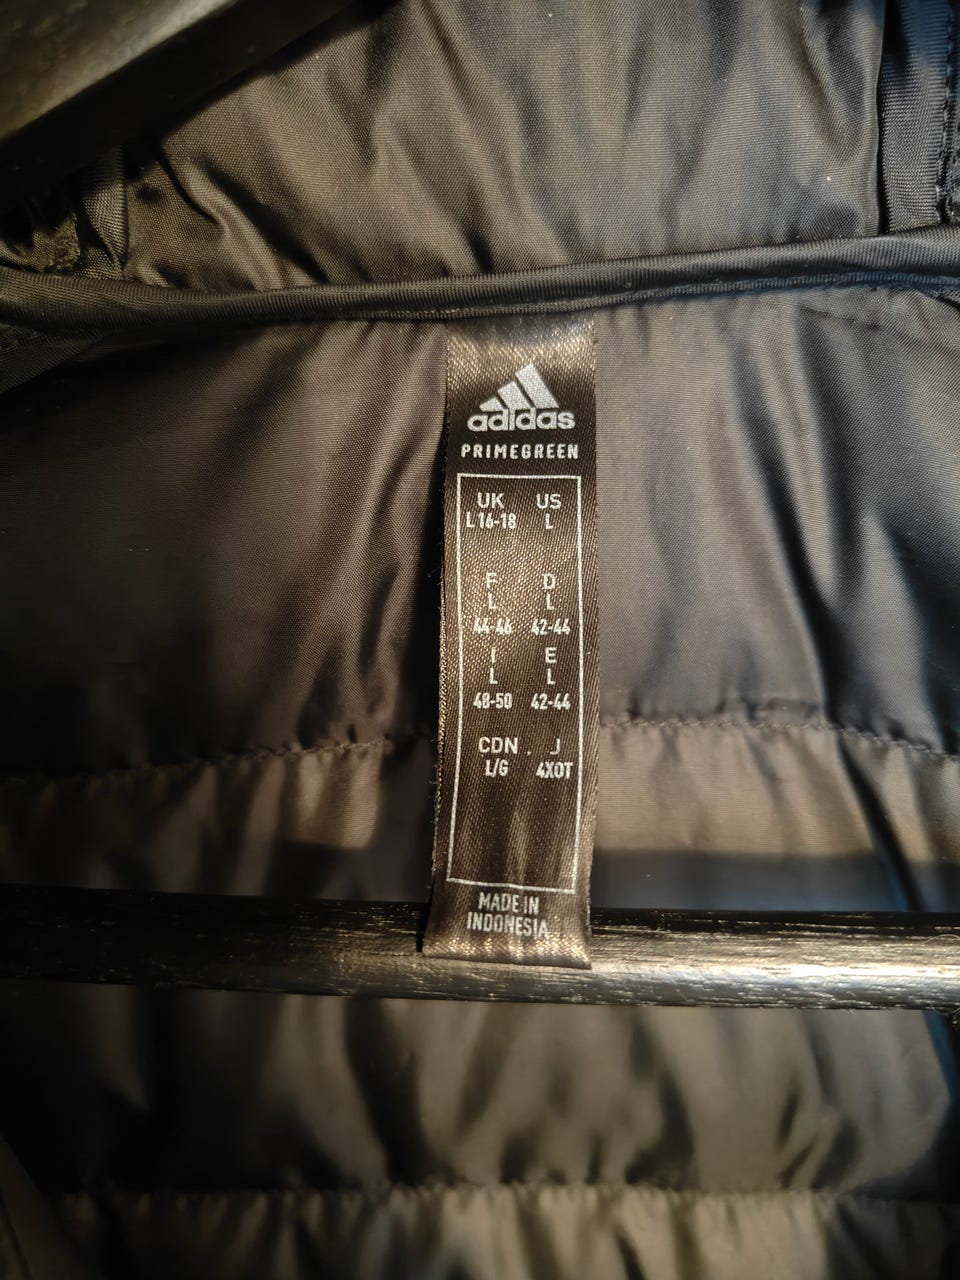 adidas
PRIMEGREEN
UK US
L 16-18 L
F D
L L
44-46 42-44
I E
L L
48-50 42-44
CDN J
L/G 4XOT
MADE IN
INDONESIA